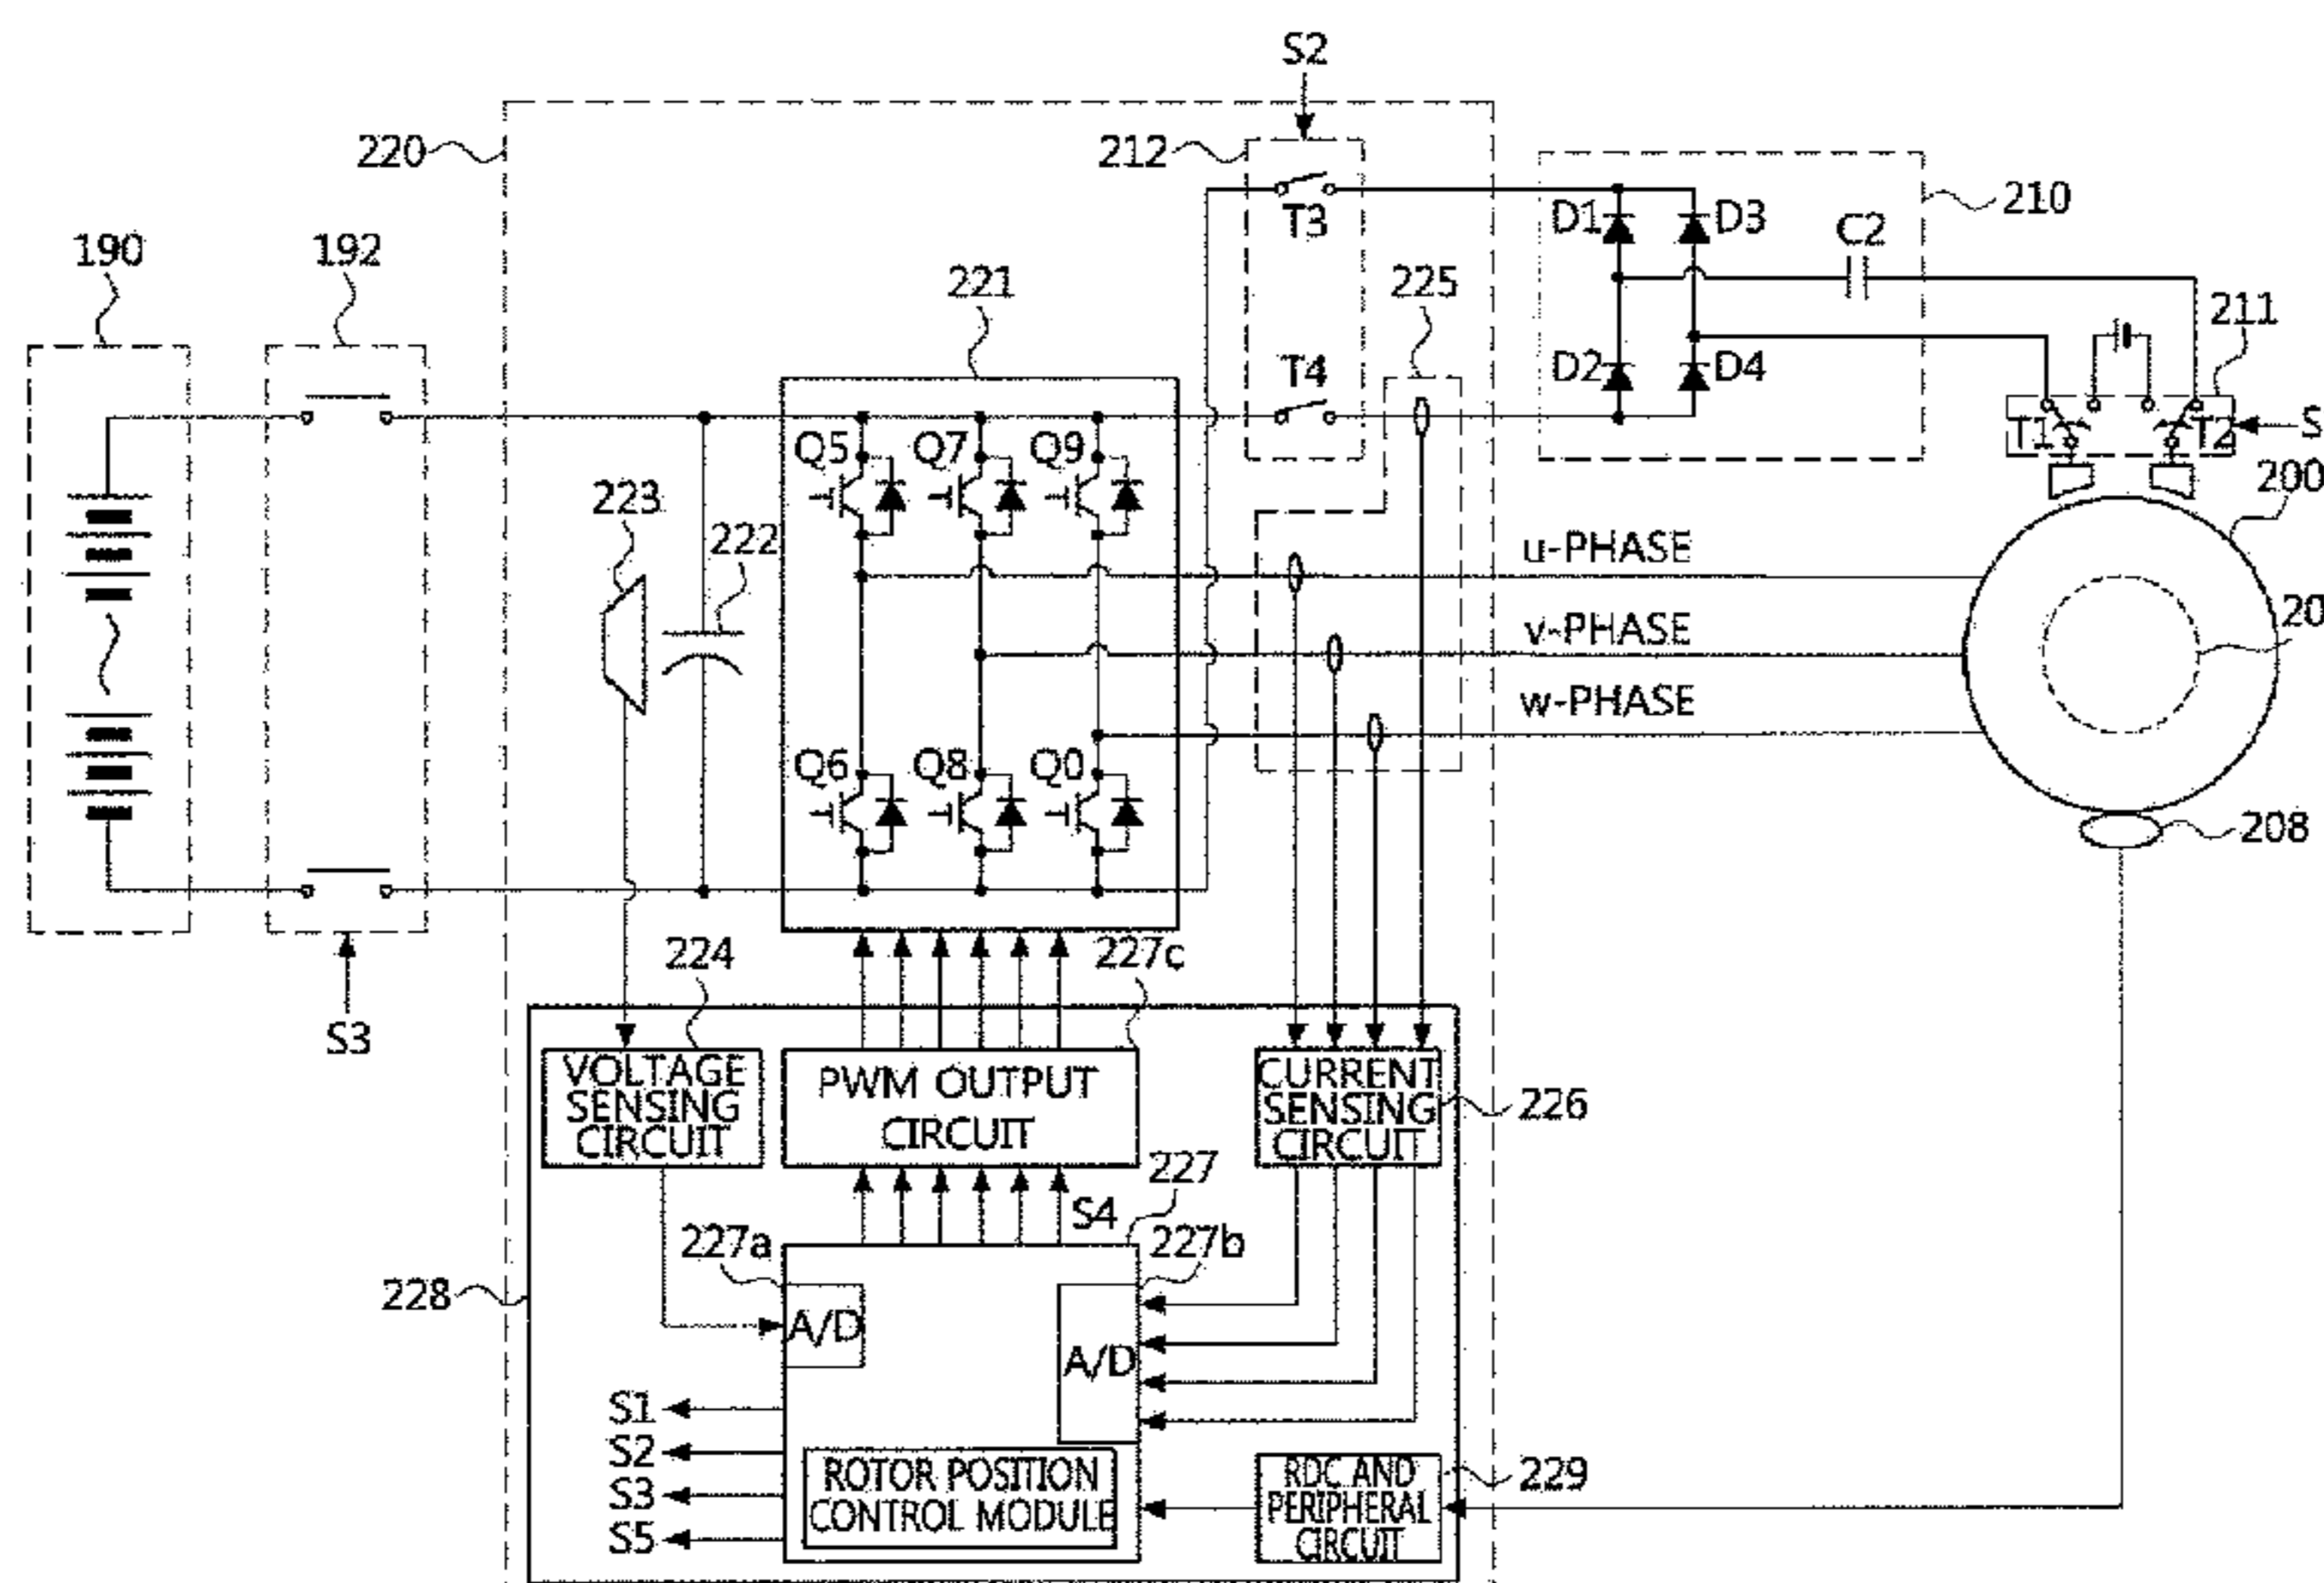 S2
220
212
210
D1
D3
C2
T3
190
192
221
225
211
D2
D4
T4
T1
T2
S
Q5
Q7
Q9
200
223
222
u-PHASE
20
v-PHASE
w-PHASE
Q6
Q8
Q0
208
224
227c
S3
VOLTAGE
SENSING
CIRCUIT
PWM OUTPUT
CIRCUIT
CURRENT
SENSING
CIRCUIT
226
227
S4
227a
227b
228
A/D
A/D
S1
S2
S3
S5
ROTOR POSITION
CONTROL MODULE
RDC AND
PERIPHERAL
CIRCUIT
229